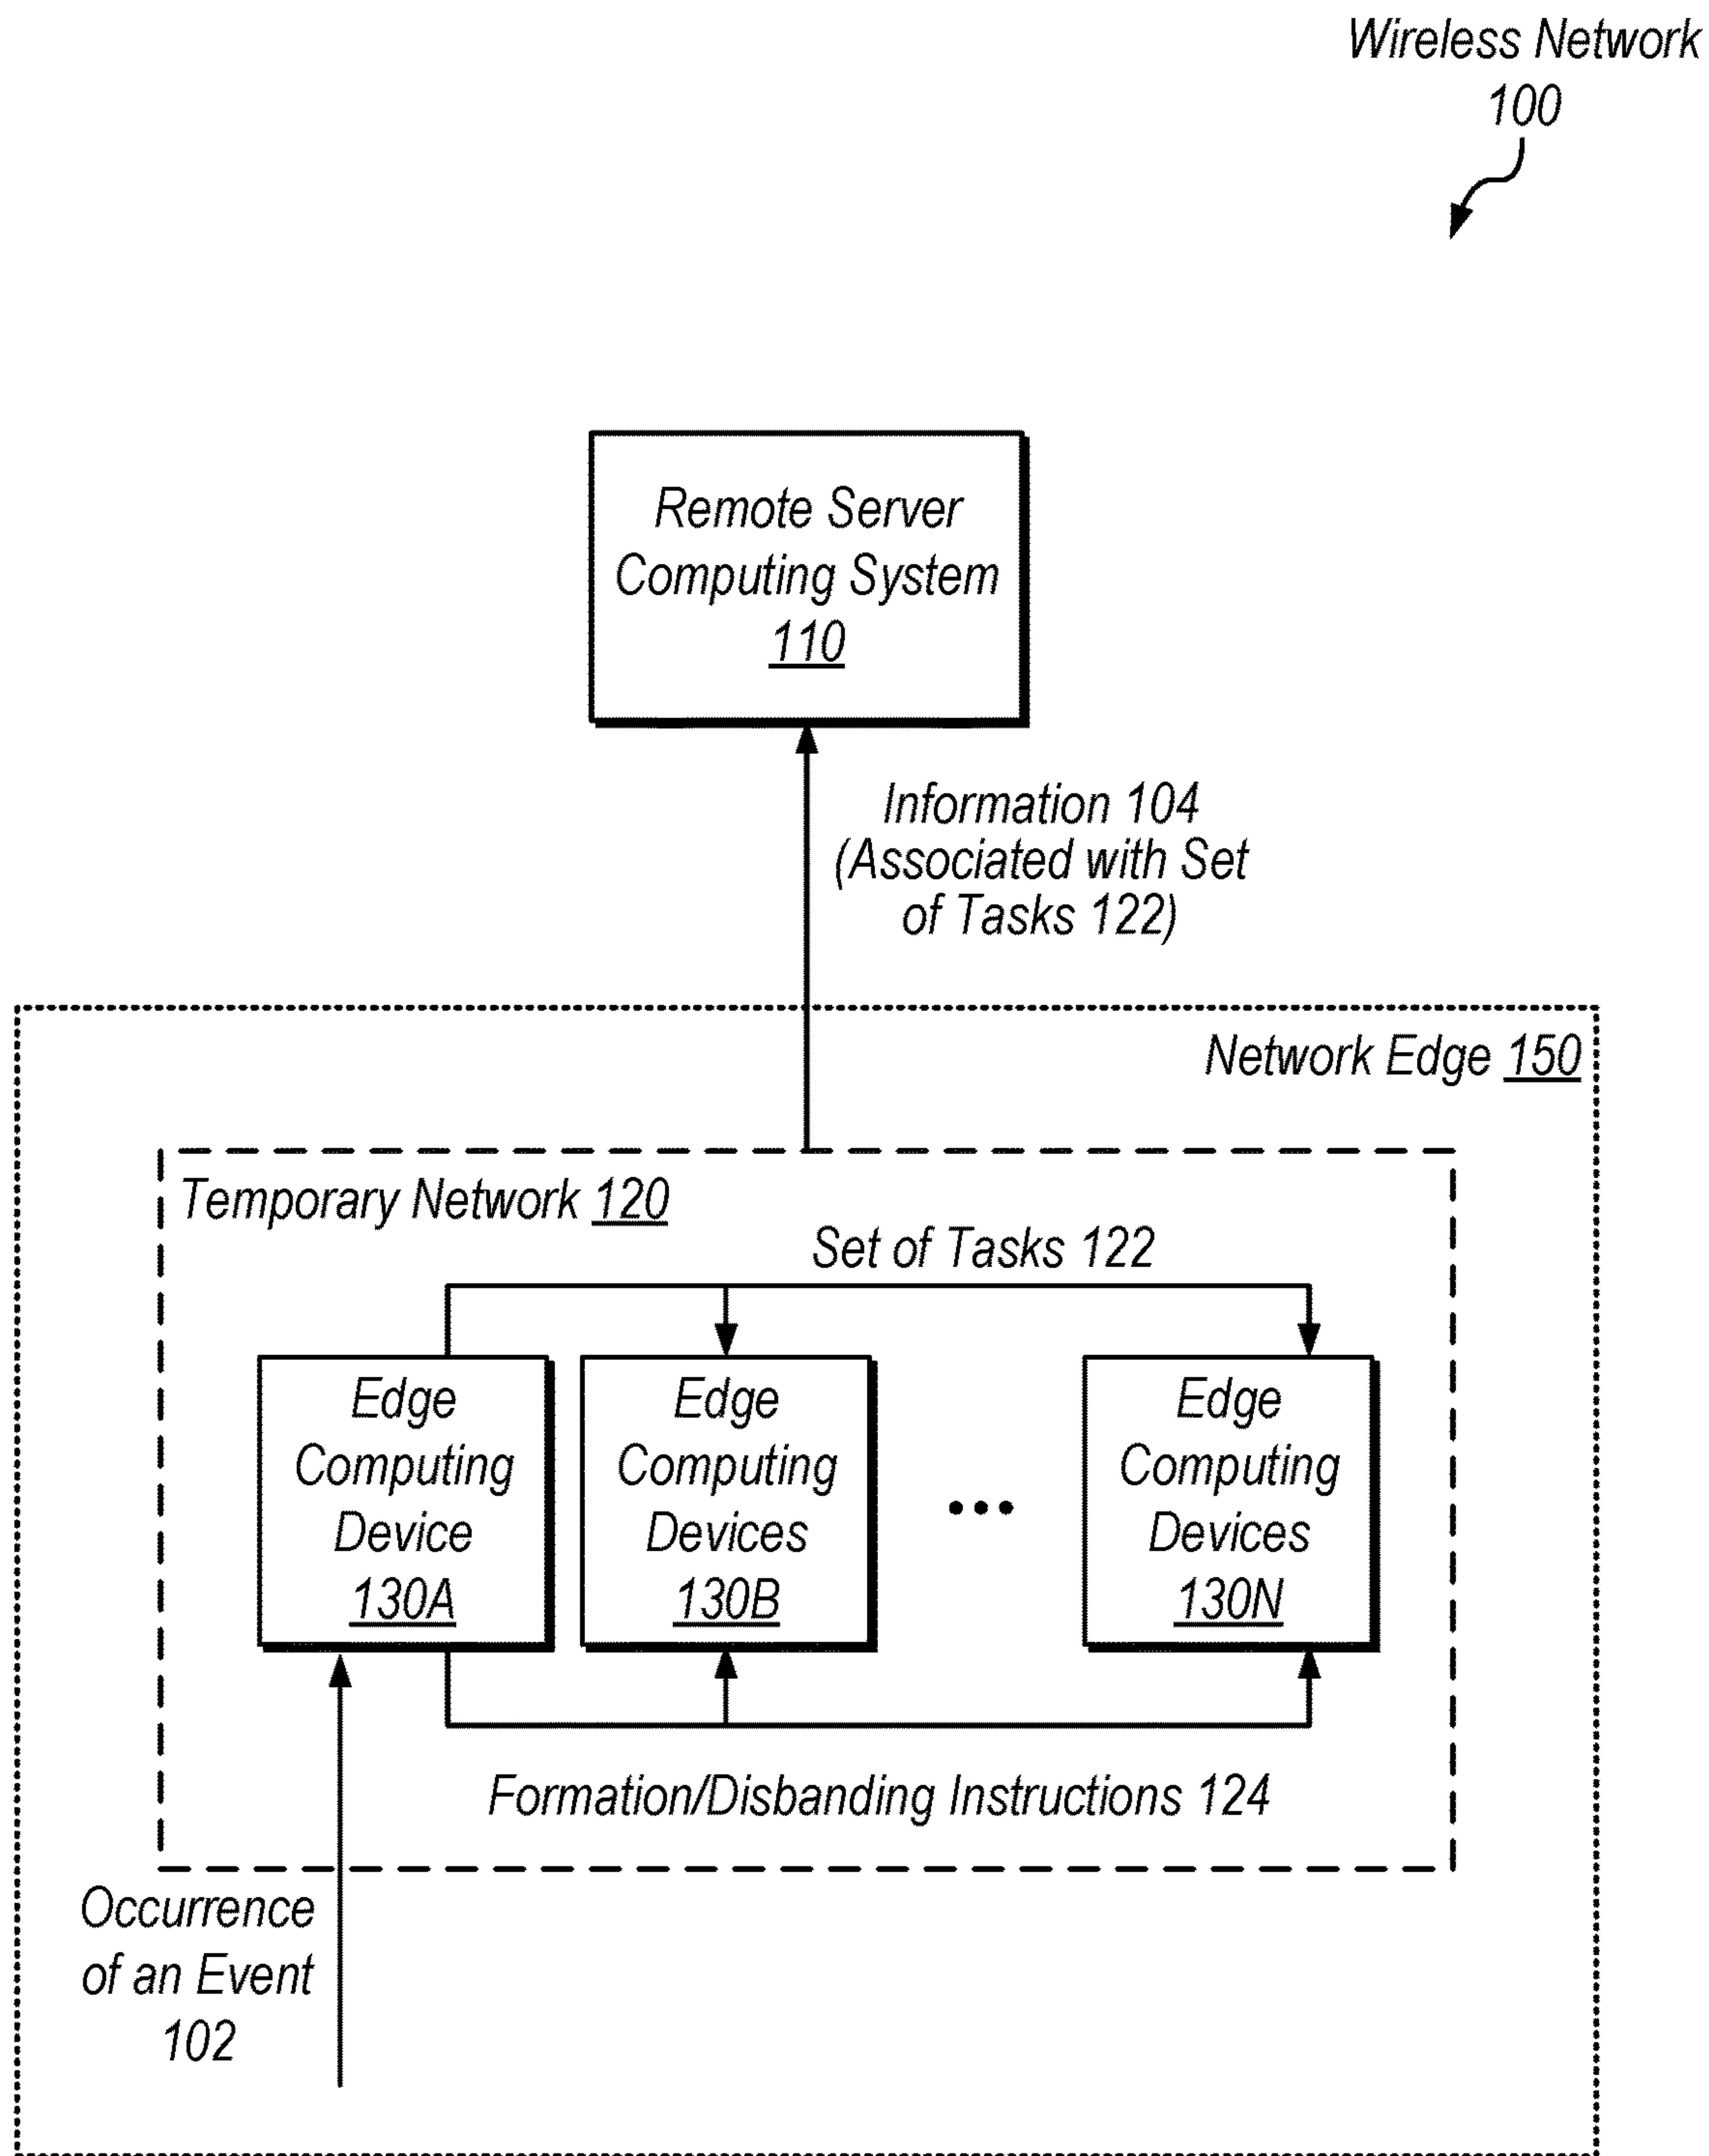 Wireless Network
100
Remote Server
Computing System
110
Information 104
(Associated with Set
of Tasks 122)
Network Edge 150
Temporary Network 120
Set of Tasks 122
Edge
Computing
Device
130A
Edge
Computing
Devices
130B
Edge
Computing
Devices
130N
Formation/Disbanding Instructions 124
Occurrence
of an Event
102